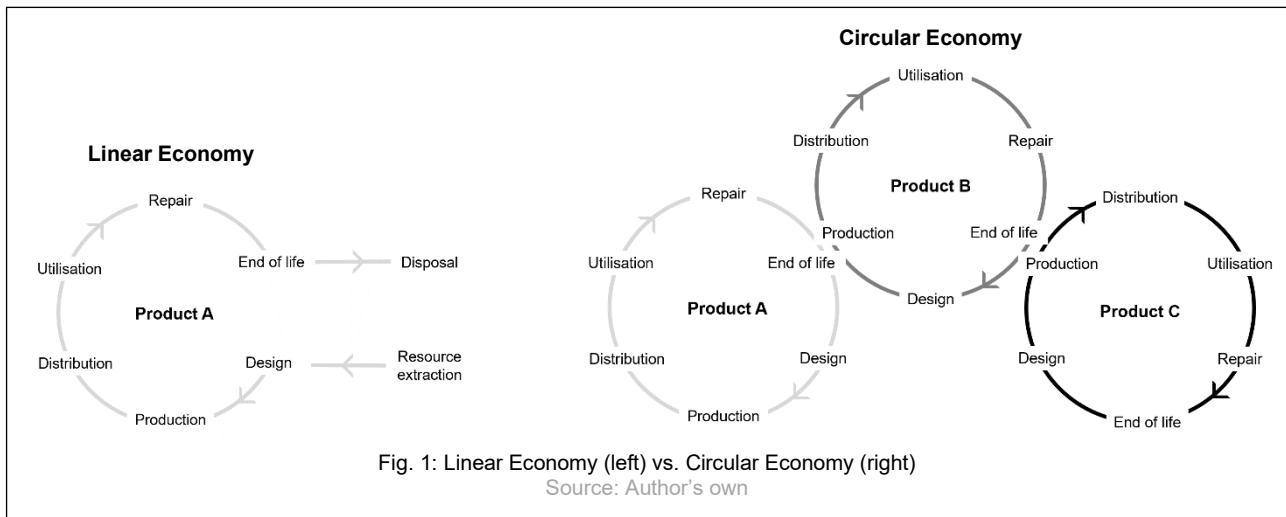 Linear Economy
Repair
Utilisation
End of life
Disposal
Product A
Distribution
Design
Resource
extraction
Production
Circular Economy
Repair
Utilisation
End of life
Product A
Distribution
Design
Production
Utilisation
Distribution
Repair
Product B
Production
End of life
Design
Distribution
Production
Utilisation
Product C
Design
Repair
End of life
Fig. 1: Linear Economy (left) vs. Circular Economy (right)
Source: Author's own